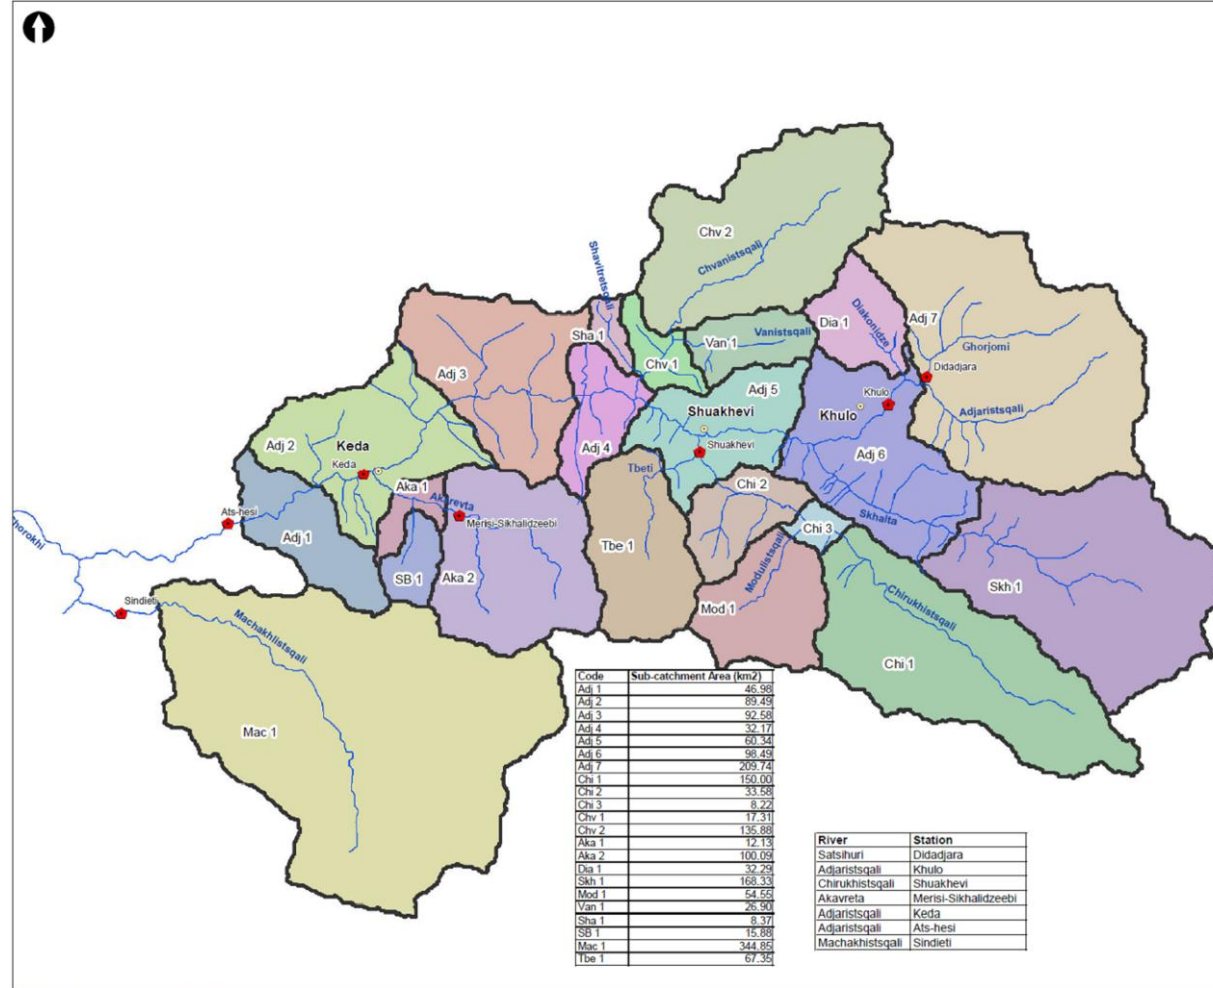 Chv 2
Chvanistsqali
Shavitretsqali
Dia 1
Diakonidze
Adj 7
Ghorjomi
Didadjara
Adjaristsqali
Sha 1
Chv 1
Van 1
Vanistsqali
Adj 3
Adj 5
Shuakhevi
Shuakhevi
Khulo
Khulo
Adj 6
Adj 2
Keda
Keda
Adj 4
Tbeti
Chi 2
Skhalta
Aka 1
Akarevta
Merisi-Sikhalidzeebi
Ats-hesi
Chorokhi
Adj 1
SB 1
Aka 2
Tbe 1
Chi 3
Modulistsqali
Mod 1
Chirukhistsqali
Skh 1
Chi 1
Sindieti
Machakhlistsqali
Mac 1
Code Sub-catchment Area (km2)
Adj 1 46.98
Adj 2 89.49
Adj 3 92.58
Adj 4 32.17
Adj 5 60.34
Adj 6 98.49
Adj 7 209.74
Chi 1 150.00
Chi 2 33.58
Chi 3 8.22
Chv 1 17.31
Chv 2 135.88
Aka 1 12.13
Aka 2 100.09
Dia 1 32.29
Skh 1 168.33
Mod 1 54.55
Van 1 26.90
Sha 1 8.37
SB 1 15.88
Mac 1 344.85
Tbe 1 67.35
River Station
Satsihuri Didadjara
Adjaristsqali Khulo
Chirukhistsqali Shuakhevi
Akavreta Merisi-Sikhalidzeebi
Adjaristsqali Keda
Adjaristsqali Ats-hesi
Machakhistsqali Sindieti